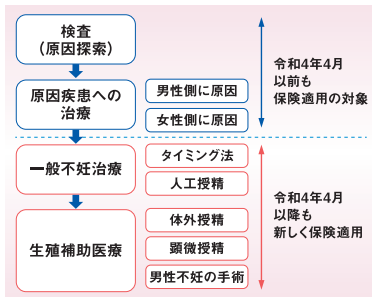 検査
(原因探索)
原因疾患への
治療
男性側に原因
女性側に原因
令和4年4月
以前も
保険適用の対象
一般不妊治療
タイミング法
人工授精
生殖補助医療
体外授精
顕微授精
男性不妊の手術
令和4年4月
以降も
新しく保険適用